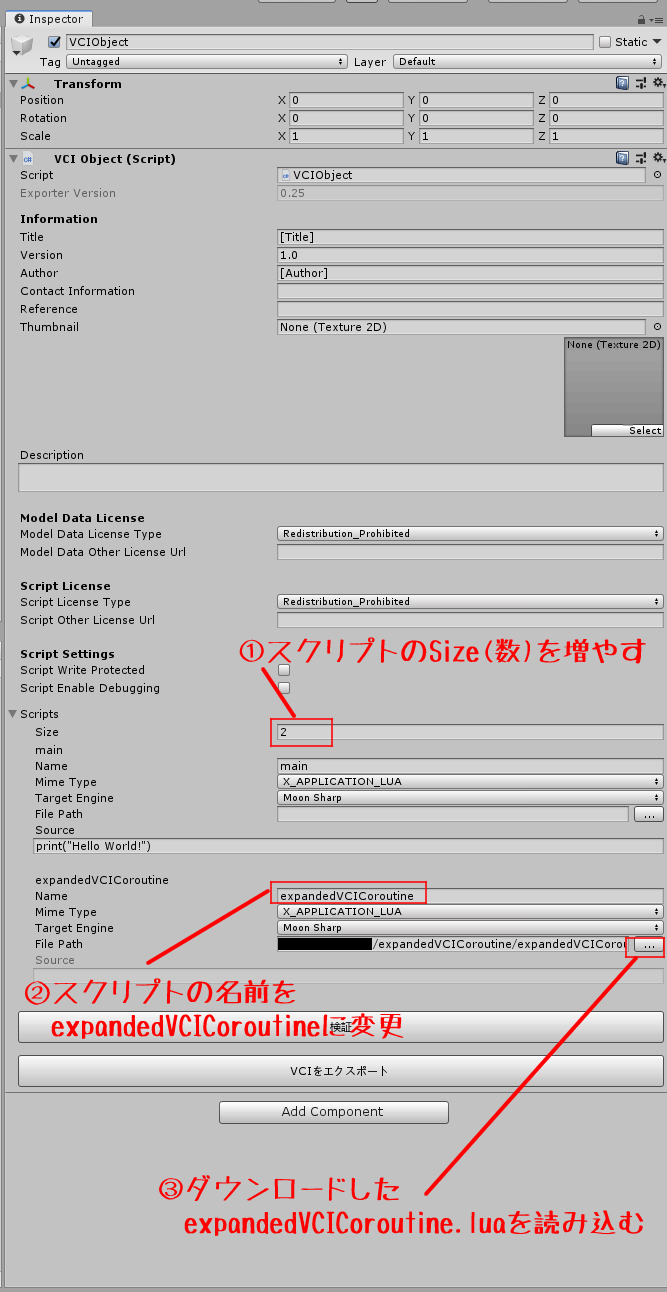 Inspector
VCIObject
Static
Tag Untagged Layer Default
Transform
Position X 0 Y 0 Z 0
Rotation X 0 Y 0 Z 0
Scale X 1 Y 1 Z 1
VCI Object (Script)
Script VCIObject
Exporter Version 0.25
Information
Title [Title]
Version 1.0
Author [Author]
Contact Information
Reference
Thumbnail None (Texture 2D)
None (Texture 2D)
Select
Description
Model Data License
Model Data License Type Redistribution_Prohibited
Model Data Other License Url
Script License
Script License Type Redistribution_Prohibited
Script Other License Url
Script Settings
①スクリプトのSize(数)を増やす
Script Write Protected
Script Enable Debugging
Scripts
Size 2
main
Name main
Mime Type X_APPLICATION_LUA
Target Engine Moon Sharp
File Path ...
Source
print("Hello World!")
expandedVCICoroutine
Name expandedVCICoroutine
Mime Type X_APPLICATION_LUA
Target Engine Moon Sharp
File Path /expandedVCICoroutine/expandedVCICorou ...
Source
②スクリプトの名前を
expandedVCICoroutineに変更
検証
VCIをエクスポート
Add Component
③ダウンロードした
expandedVCICoroutine.luaを読み込む